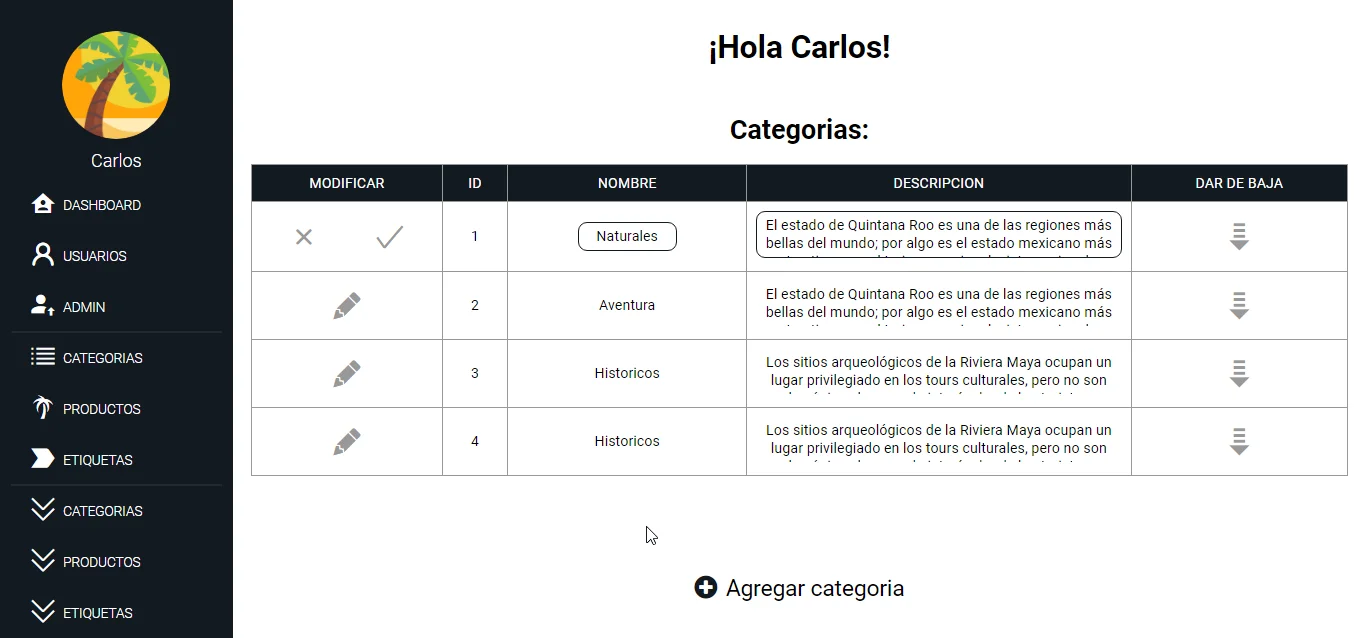 ¡Hola Carlos!
Carlos
DASHBOARD
USUARIOS
ADMIN
CATEGORIAS
PRODUCTOS
ETIQUETAS
CATEGORIAS
PRODUCTOS
ETIQUETAS
Categorias:
MODIFICAR ID NOMBRE DESCRIPCION DAR DE BAJA
1 Naturales El estado de Quintana Roo es una de las regiones más
bellas del mundo; por algo es el estado mexicano más
2 Aventura El estado de Quintana Roo es una de las regiones más
bellas del mundo; por algo es el estado mexicano más
3 Historicos Los sitios arqueológicos de la Riviera Maya ocupan un
lugar privilegiado en los tours culturales, pero no son
4 Historicos Los sitios arqueológicos de la Riviera Maya ocupan un
lugar privilegiado en los tours culturales, pero no son
Agregar categoria